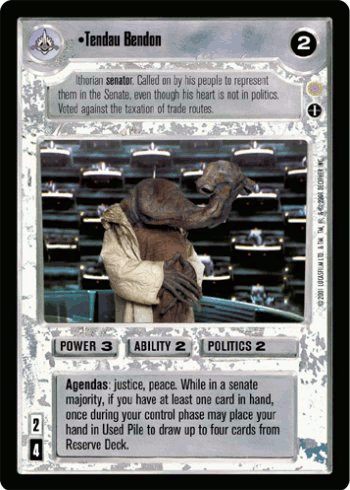 •Tendau Bendon
2
Ithorian senator. Called on by his people to represent
them in the Senate, even though his heart is not in politics.
Voted against the taxation of trade routes.
POWER 3 ABILITY 2 POLITICS 2
Agendas: justice, peace. While in a senate
majority, if you have at least one card in hand,
once during your control phase may place your
hand in Used Pile to draw up to four cards from
Reserve Deck.
2
4